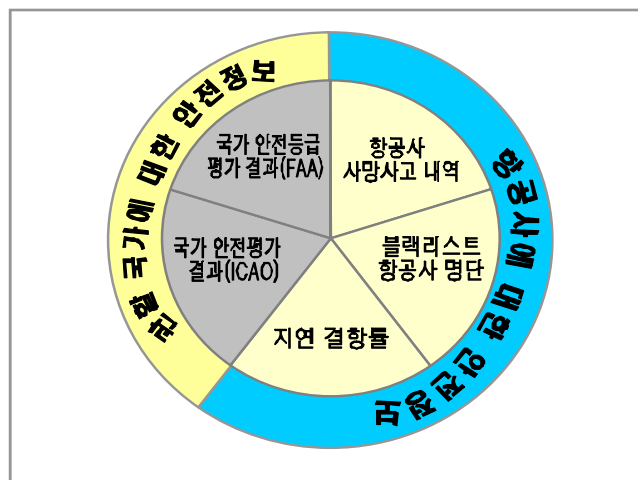 관할 국가에 대한 안전정보
항공사에 대한 안전정보
국가 안전등급
평가 결과(FAA)
항공사
사망사고 내역
국가 안전평가
결과(ICAO)
블랙리스트
항공사 명단
지연 결항률